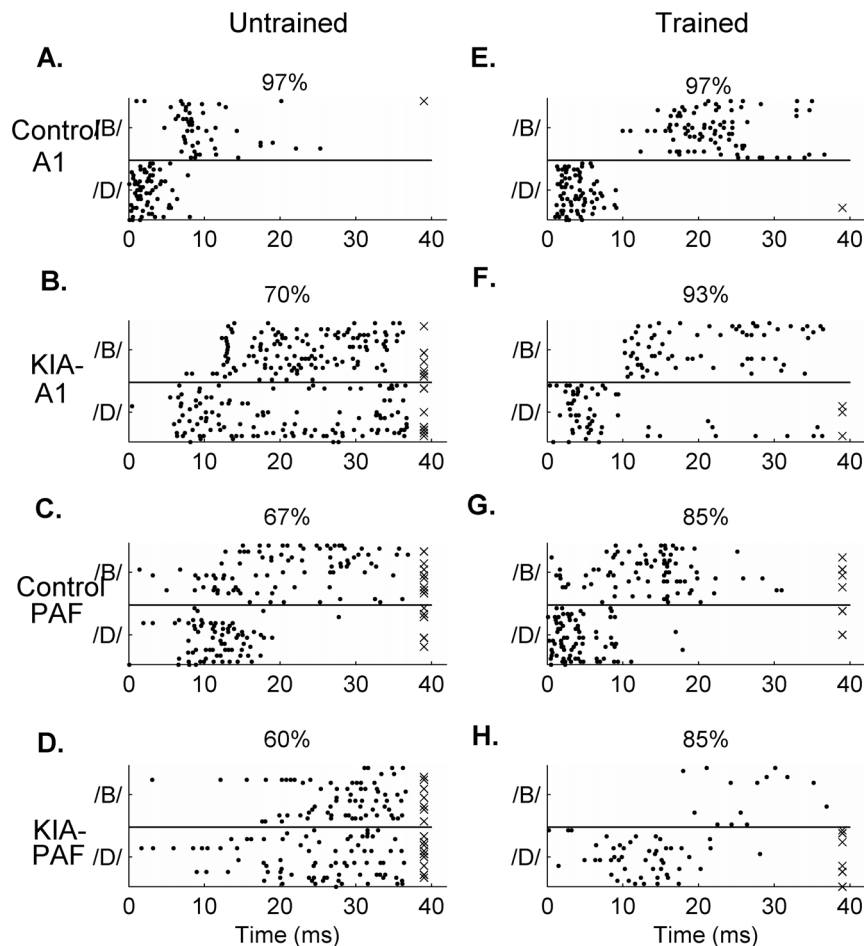 Untrained Trained
A. E.
97% 97%
Control A1 /B/ /B/
/D/ /D/
0 10 20 30 40 0 10 20 30 40
B. F.
70% 93%
KIA-A1 /B/ /B/
/D/ /D/
0 10 20 30 40 0 10 20 30 40
C. G.
67% 85%
Control PAF /B/ /B/
/D/ /D/
0 10 20 30 40 0 10 20 30 40
D. H.
60% 85%
KIA-PAF /B/ /B/
/D/ /D/
0 10 20 30 40 0 10 20 30 40
Time (ms) Time (ms)